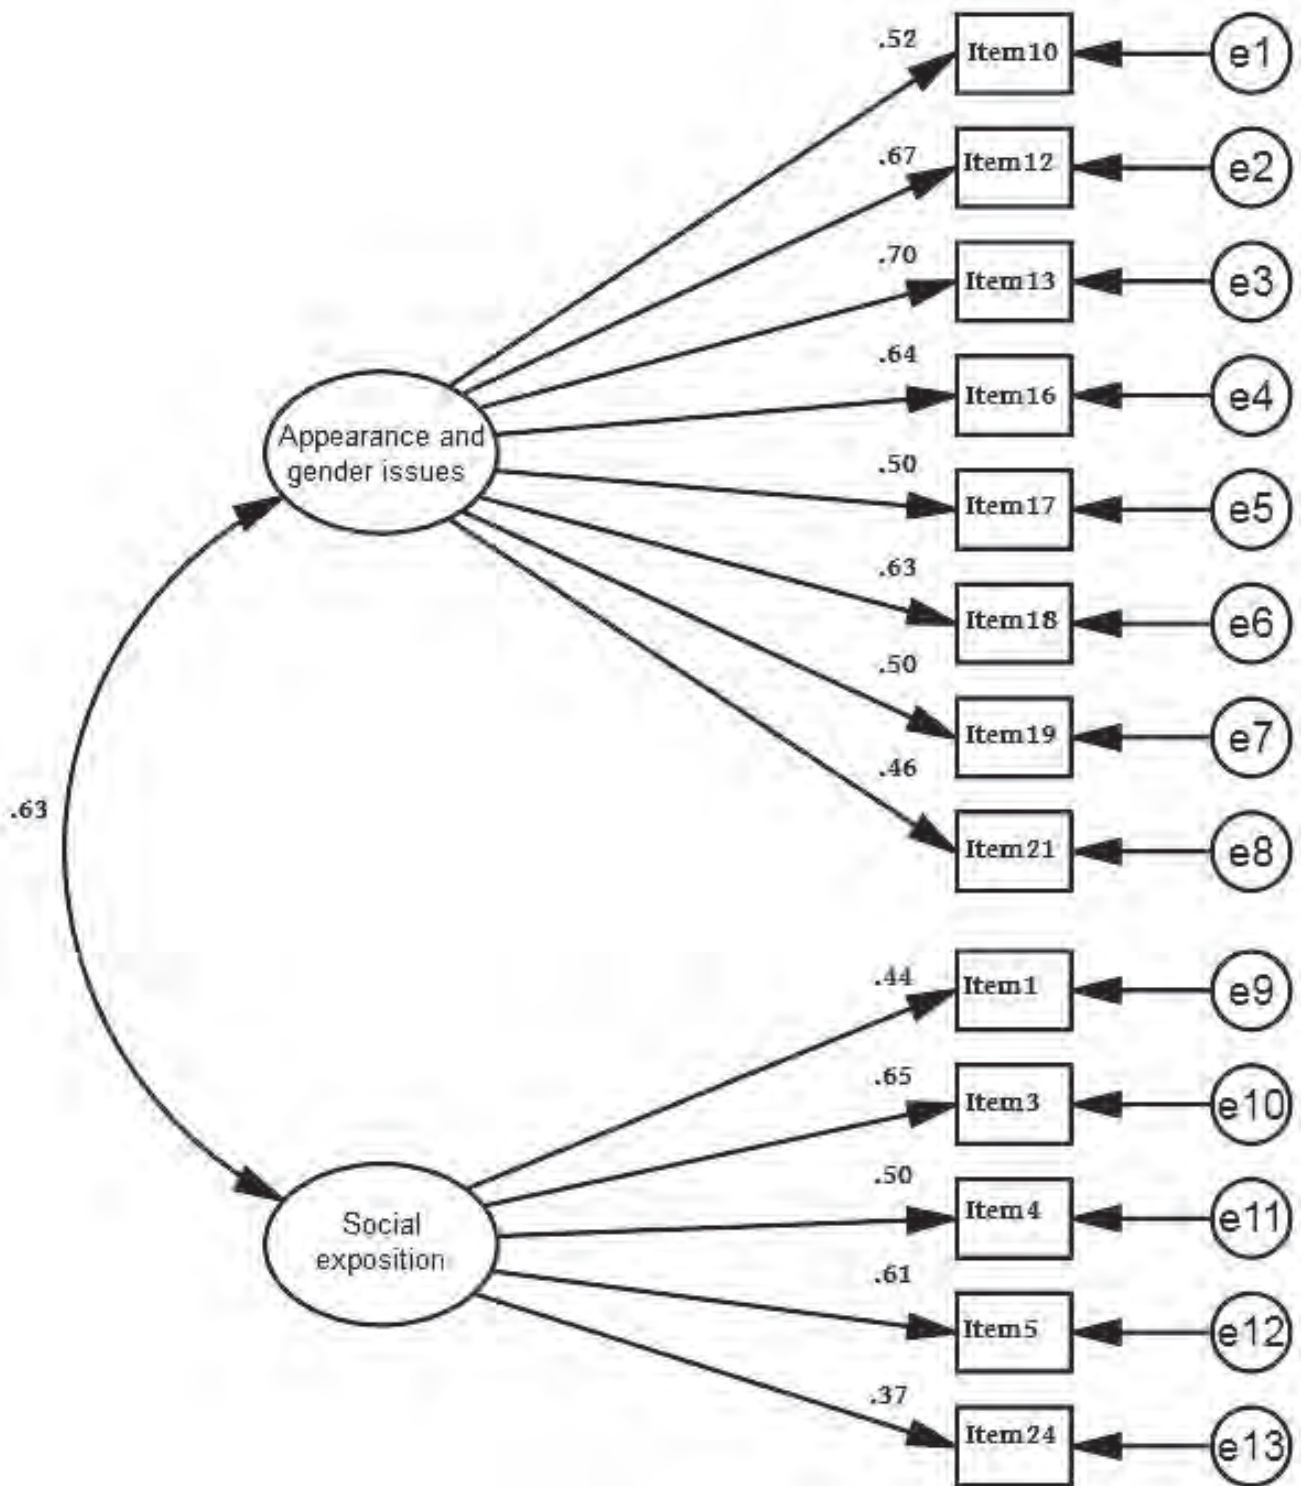 .52
Item10
e1
.67
Item12
e2
.70
Item13
e3
.64
Item16
e4
Appearance and
gender issues
.50
Item17
e5
.63
Item18
e6
.50
Item19
e7
.46
Item21
e8
.63
.44
Item1
e9
.65
Item3
e10
.50
Item4
e11
Social
exposition
.61
Item5
e12
.37
Item24
e13